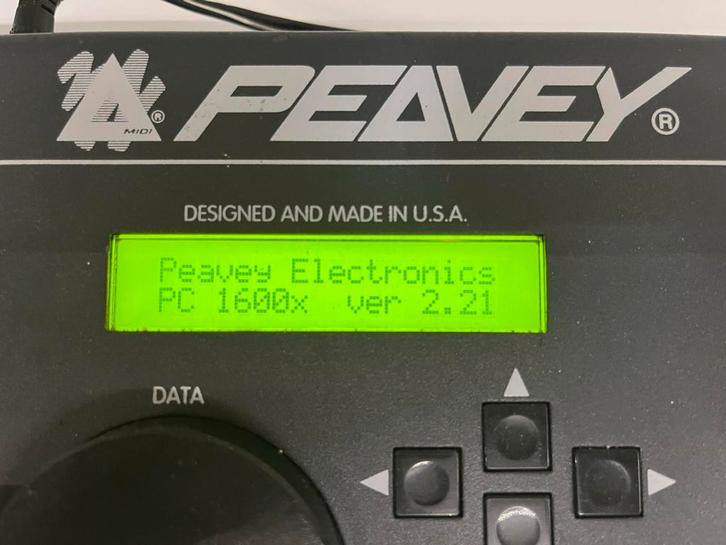 MIDI ® PEAVEY ®
DESIGNED AND MADE IN U.S.A.
Peavey Electronics
PC 1600x ver 2.21
DATA